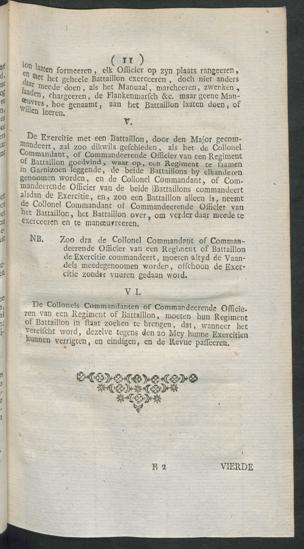 ( 11 )
ion laaten formeeren, elk Officier op zyn plaats rangeeren,
en met het geheele Battaillon exerceeren, doch niet anders
daar meede doen, als het Manuaal, marcheeren, zwenken,
laaden, chargeeren, de Flankenmarsch &c. maar geene Man-
œuvres, hoe genaamt, aan het Battaillon laaten doen, of
willen leeren.
V.
De Exercitie met een Battaillon, door den Major gecom-
mandeert, zal zoo dikwils geschieden, als het de Collonel
Commandant, of Commandeerende Officier van een Regiment
of Battaillon goedvind, waar op, een Regiment te samen
in Garnizoen leggende, de beide Battaillons by elkanderen
genoomen worden, en de Collonel Commandant, of Com-
mandeerende Officier van de beide Battaillons commandeert
alsdan de Exercitie, en, zoo een Battaillon alleen is, neemt
de Collonel Commandant of Commandeerende Officier van
het Battaillon, het Battaillon over, om verder daar meede te
exerceeren en te manœuvreeren.
NB. Zoo dra de Collonel Commandant of Comman-
deerende Officier van een Regiment of Battaillon
de Exercitie commandeert, moeten altyd de Vaan-
dels meedegenoomen worden, offchoon de Exer-
citie zonder vuuren gedaan word.
VI.
De Collonels Commandanten of Commandeerende Officie-
ren van een Regiment of Battaillon, moeten hun Regiment
of Battaillon in staat zoeken te brengen, dat, wanneer het
vereischt word, dezelve tegens den 20 Mey hunne Exercitien
kunnen verrigten, en eindigen, en de Revue passeeren.
B 2 VIERDE